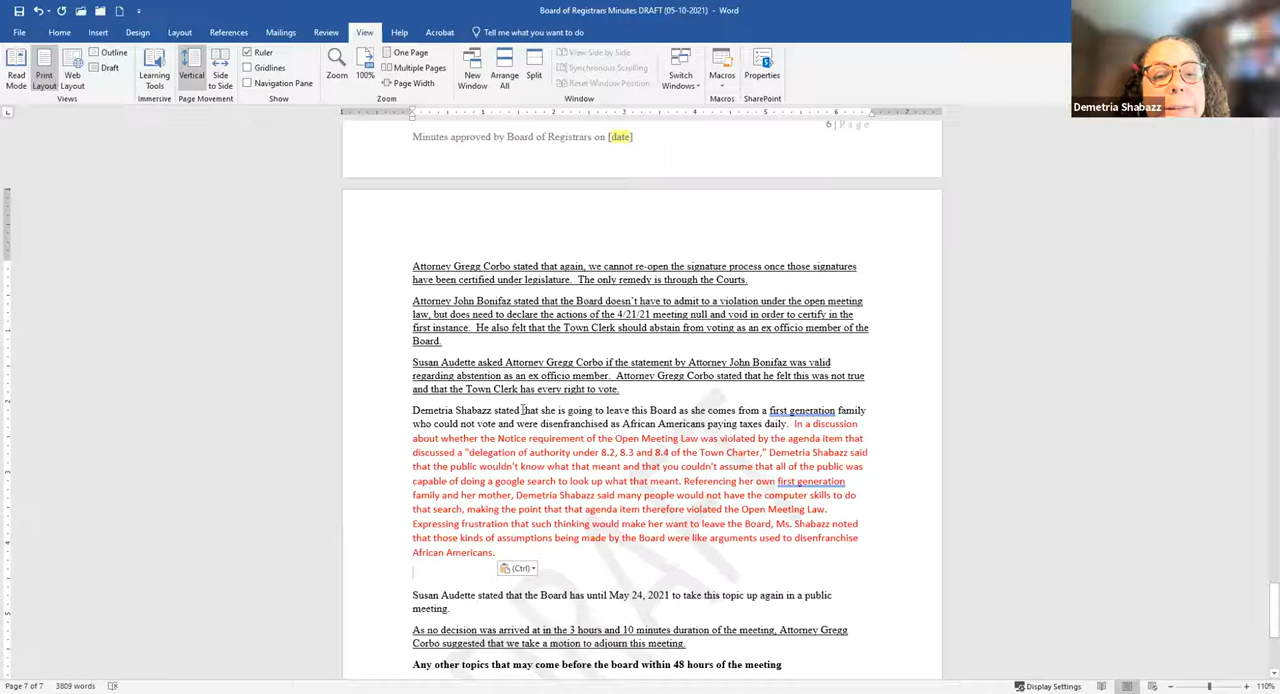 Board of Registrars Minutes DRAFT (05-10-2021) - Word
File Home Insert Design Layout References Mailings Review View Help Acrobat Tell me what you want to do
Read Mode
Print Layout
Web Layout
Outline
Draft
Views
Learning Tools
Immersive
Vertical
Side to Side
Page Movement
Ruler
Gridlines
Navigation Pane
Show
Zoom
100%
One Page
Multiple Pages
Page Width
Zoom
New Window
Arrange All
Split
View Side by Side
Synchronous Scrolling
Reset Window Position
Window
Switch Windows
Macros
Macros
Properties
SharePoint
Demetria Shabazz
6 | Page
Minutes approved by Board of Registrars on [date]
Attorney Gregg Corbo stated that again, we cannot re-open the signature process once those signatures
have been certified under legislature. The only remedy is through the Courts.
Attorney John Bonifaz stated that the Board doesn't have to admit to a violation under the open meeting
law, but does need to declare the actions of the 4/21/21 meeting null and void in order to certify in the
first instance. He also felt that the Town Clerk should abstain from voting as an ex officio member of the
Board.
Susan Audette asked Attorney Gregg Corbo if the statement by Attorney John Bonifaz was valid
regarding abstention as an ex officio member. Attorney Gregg Corbo stated that he felt this was not true
and that the Town Clerk has every right to vote.
Demetria Shabazz stated that she is going to leave this Board as she comes from a first generation family
who could not vote and were disenfranchised as African Americans paying taxes daily. In a discussion
about whether the Notice requirement of the Open Meeting Law was violated by the agenda item that
discussed a "delegation of authority under 8.2, 8.3 and 8.4 of the Town Charter," Demetria Shabazz said
that the public wouldn't know what that meant and that you couldn't assume that all of the public was
capable of doing a google search to look up what that meant. Referencing her own first generation
family and her mother, Demetria Shabazz said many people would not have the computer skills to do
that search, making the point that that agenda item therefore violated the Open Meeting Law.
Expressing frustration that such thinking would make her want to leave the Board, Ms. Shabazz noted
that those kinds of assumptions being made by the Board were like arguments used to disenfranchise
African Americans.
(Ctrl)
Susan Audette stated that the Board has until May 24, 2021 to take this topic up again in a public
meeting.
As no decision was arrived at in the 3 hours and 10 minutes duration of the meeting, Attorney Gregg
Corbo suggested that we take a motion to adjourn this meeting.
Any other topics that may come before the board within 48 hours of the meeting
DRAFT
Page 7 of 7 3809 words Display Settings 110%